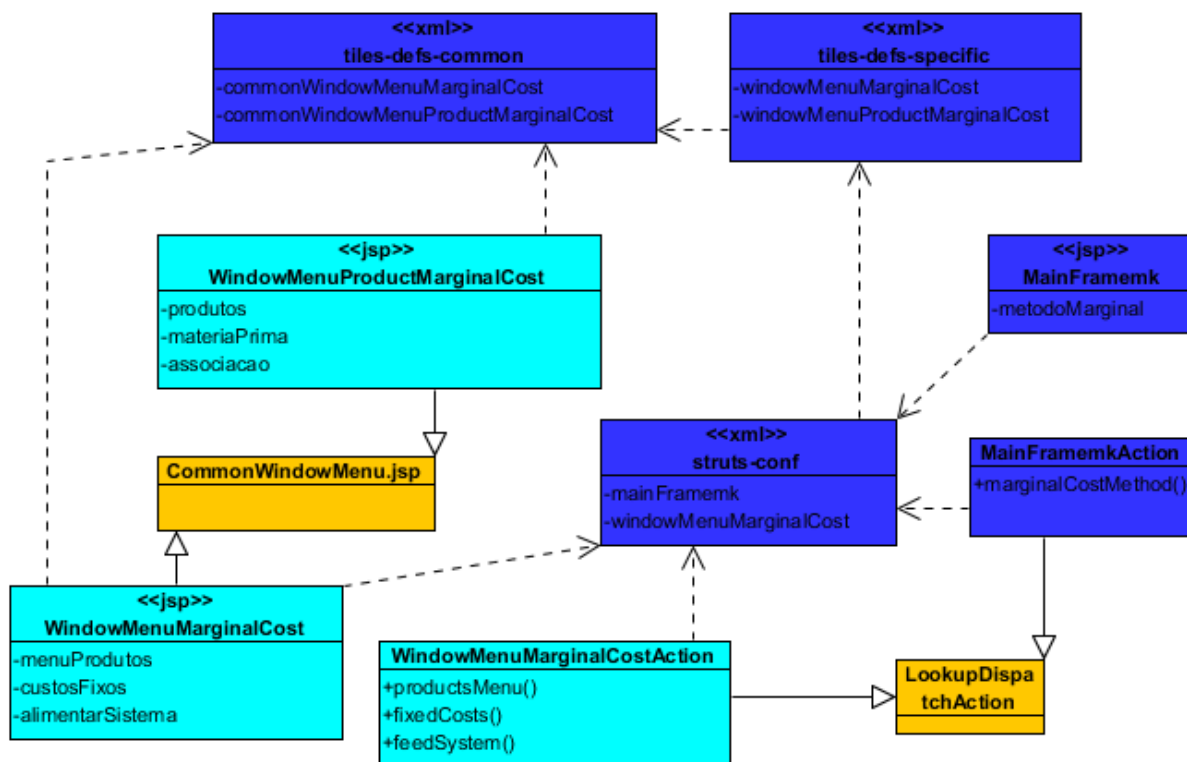 <<xml>>
tiles-defs-common
-commonWindowMenuMarginalCost
-commonWindowMenuProductMarginalCost
<<xml>>
tiles-defs-specific
-windowMenuMarginalCost
-windowMenuProductMarginalCost
<<jsp>>
WindowMenuProductMarginalCost
-produtos
-materiaPrima
-associacao
<<jsp>>
MainFramemk
-metodoMarginal
<<xml>>
struts-conf
-mainFramemk
-windowMenuMarginalCost
MainFramemkAction
+marginalCostMethod()
CommonWindowMenu.jsp
<<jsp>>
WindowMenuMarginalCost
-menuProdutos
-custosFixos
-alimentarSistema
WindowMenuMarginalCostAction
+productsMenu()
+fixedCosts()
+feedSystem()
LookupDispa
tchAction